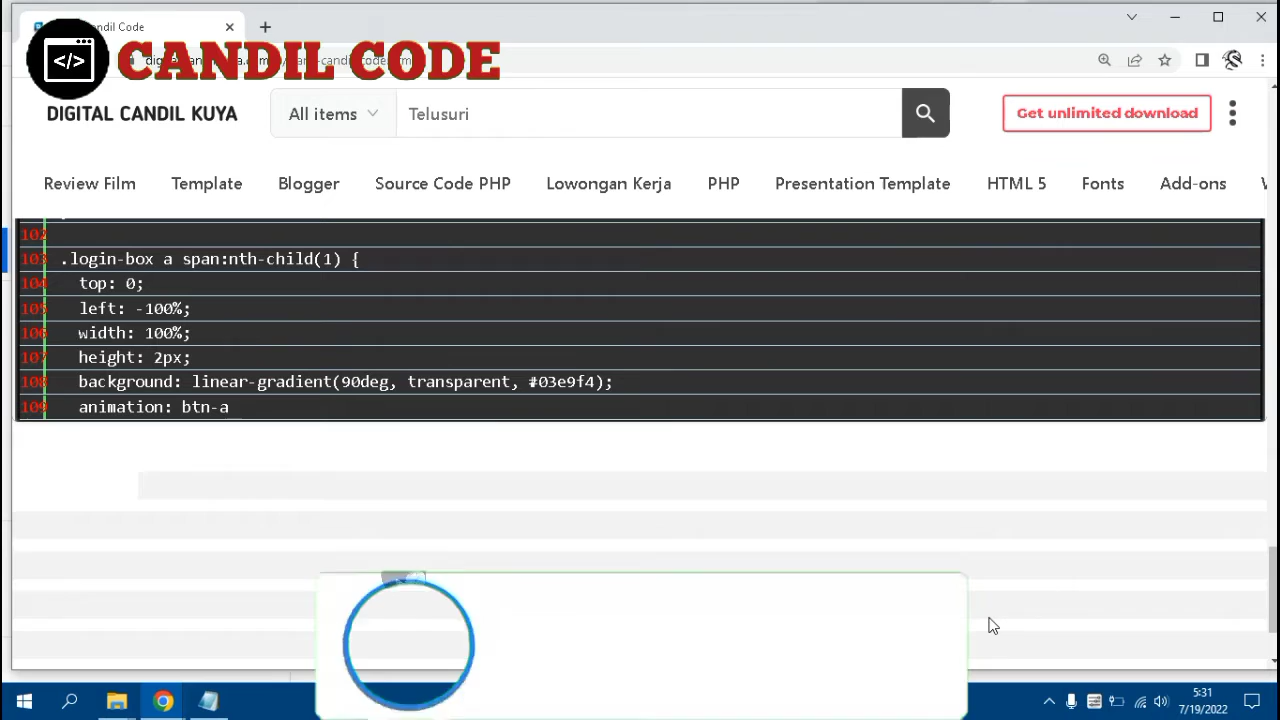 Candil Code
CANDIL CODE
DIGITAL CANDIL KUYA
All items
Telusuri
Get unlimited download
Review Film
Template
Blogger
Source Code PHP
Lowongan Kerja
PHP
Presentation Template
HTML 5
Fonts
Add-ons
102
103 .login-box a span:nth-child(1) {
104 top: 0;
105 left: -100%;
106 width: 100%;
107 height: 2px;
108 background: linear-gradient(90deg, transparent, #03e9f4);
109 animation: btn-a
5:31
7/19/2022